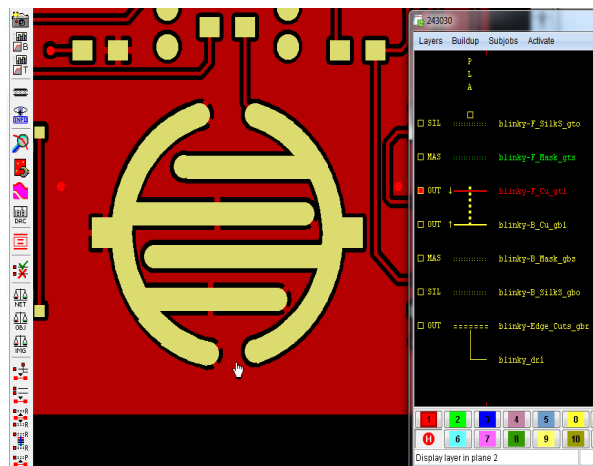 243030
Layers Buildup Subjobs Activate
P
L
A
SIL blinky-F_SilkS_gto
MAS blinky-F_Mask_gts
OUT blinky-F_Cu_gtl
OUT blinky-B_Cu_gbl
MAS blinky-B_Mask_gbs
SIL blinky-B_SilkS_gbo
OUT blinky-Edge_Cuts_gbr
blinky_drl
1 2 3 4 5 0
H 6 7 8 9 10
Display layer in plane 2
B
T
INFO
DRC
NET
OBJ
IMG
R
R
P